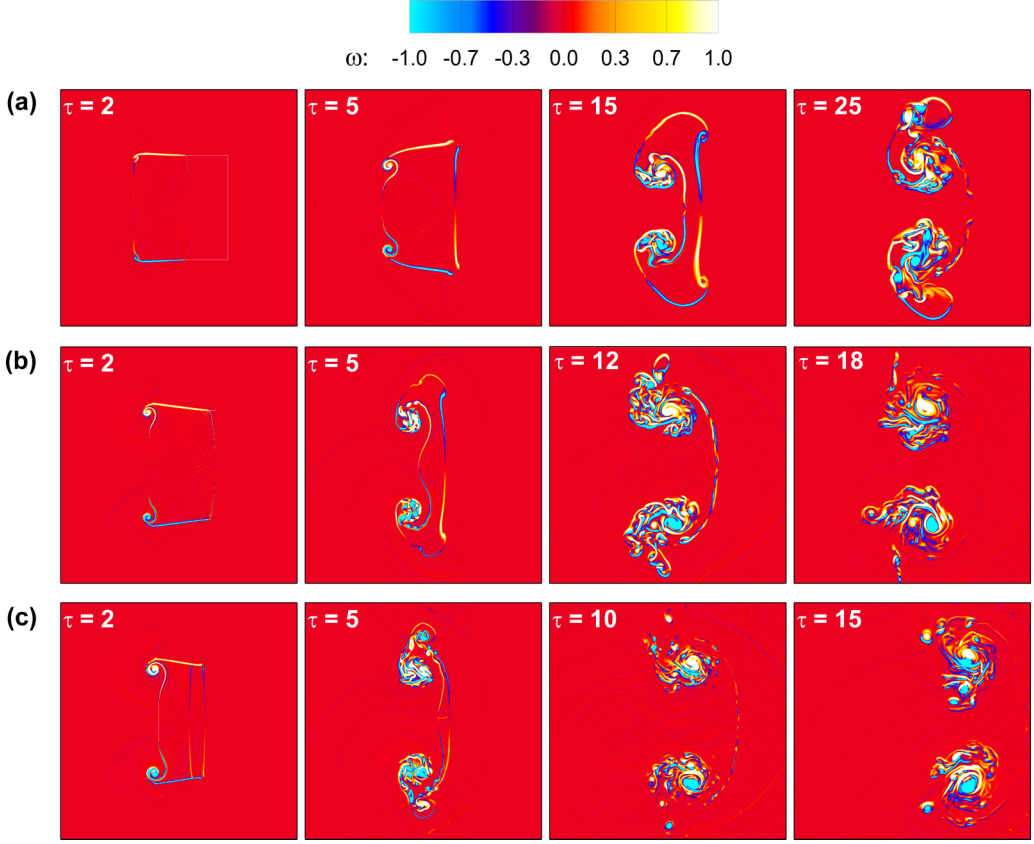 ω: -1.0 -0.7 -0.3 0.0 0.3 0.7 1.0
(a) τ = 2 τ = 5 τ = 15 τ = 25
(b) τ = 2 τ = 5 τ = 12 τ = 18
(c) τ = 2 τ = 5 τ = 10 τ = 15